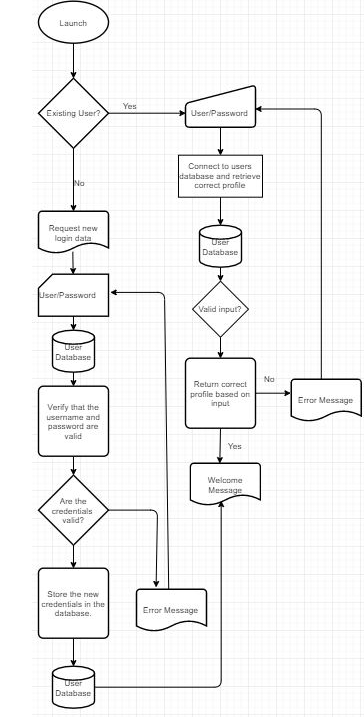 Launch
Existing User?
Yes
User/Password
Connect to users
database and retrieve
correct profile
No
Request new
login data
User
Database
User/Password
Valid input?
User
Database
Return correct
profile based on
input
No
Error Message
Verify that the
username and
password are
valid
Yes
Welcome
Message
Are the
credentials
valid?
Store the new
credentials in the
database.
Error Message
User
Database